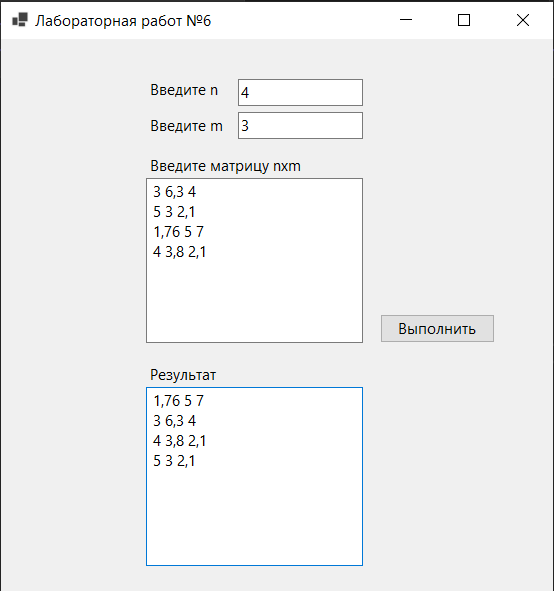 Лабораторная работ №6
Введите n
4
Введите m
3
Введите матрицу nxm
3 6,3 4
5 3 2,1
1,76 5 7
4 3,8 2,1
Выполнить
Результат
1,76 5 7
3 6,3 4
4 3,8 2,1
5 3 2,1